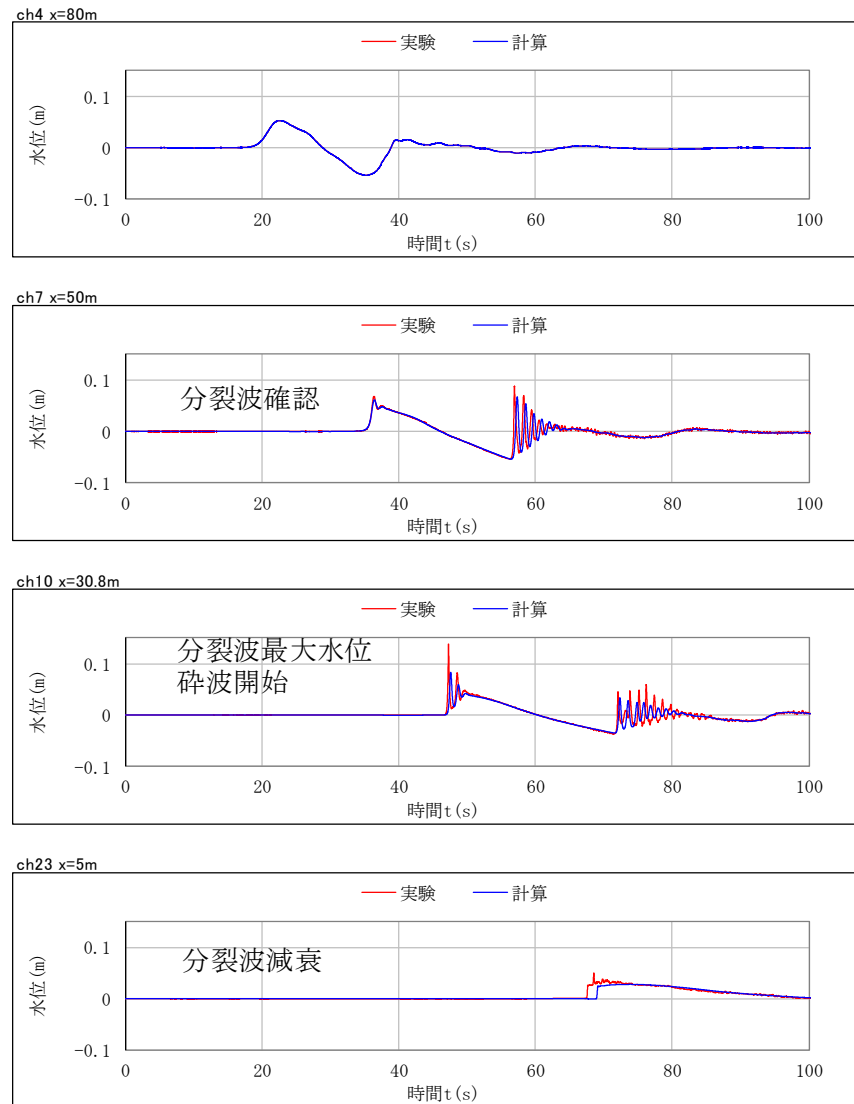 ch4 x=80m
実験 計算
0.1
0
-0.1
水位(m)
0 20 40 60 80 100
時間t(s)
ch7 x=50m
実験 計算
分裂波確認
0.1
0
-0.1
水位(m)
0 20 40 60 80 100
時間t(s)
ch10 x=30.8m
実験 計算
分裂波最大水位
砕波開始
0.1
0
-0.1
水位(m)
0 20 40 60 80 100
時間t(s)
ch23 x=5m
実験 計算
分裂波減衰
0.1
0
-0.1
水位(m)
0 20 40 60 80 100
時間t(s)